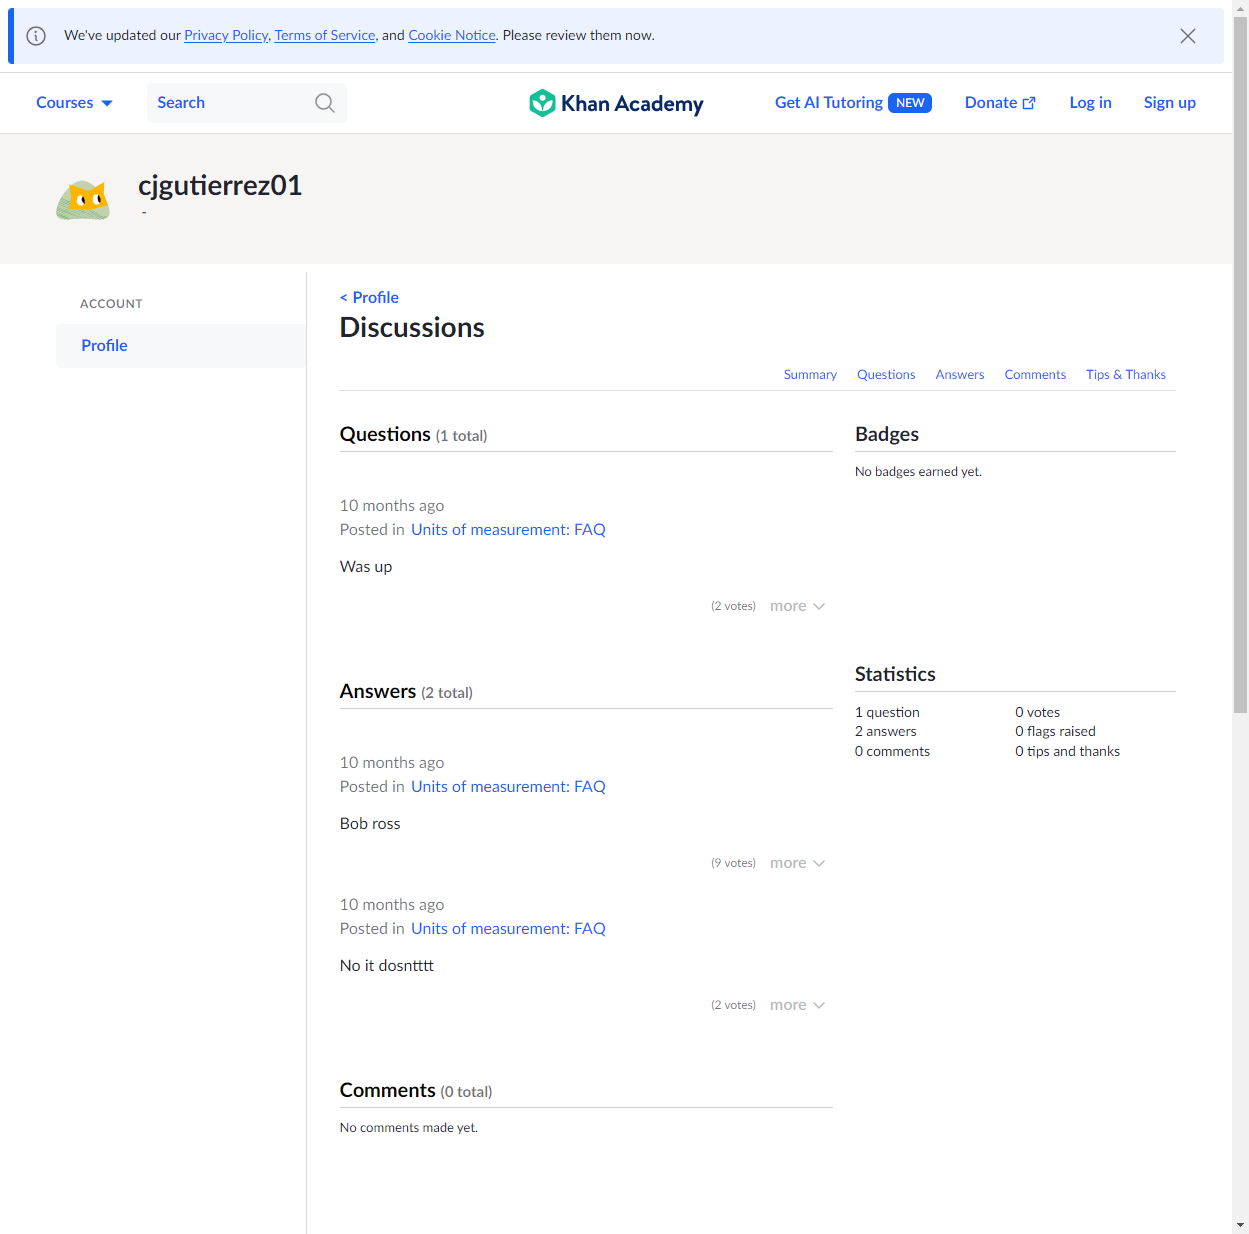 We've updated our Privacy Policy, Terms of Service, and Cookie Notice. Please review them now.
Courses
Search
Khan Academy
Get AI Tutoring NEW
Donate
Log in
Sign up
cjgutierrez01
-
ACCOUNT
Profile
< Profile
Discussions
Summary Questions Answers Comments Tips & Thanks
Questions (1 total)
10 months ago
Posted in Units of measurement: FAQ
Was up
(2 votes) more
Answers (2 total)
10 months ago
Posted in Units of measurement: FAQ
Bob ross
(9 votes) more
10 months ago
Posted in Units of measurement: FAQ
No it dosntttt
(2 votes) more
Comments (0 total)
No comments made yet.
Badges
No badges earned yet.
Statistics
1 question 0 votes
2 answers 0 flags raised
0 comments 0 tips and thanks